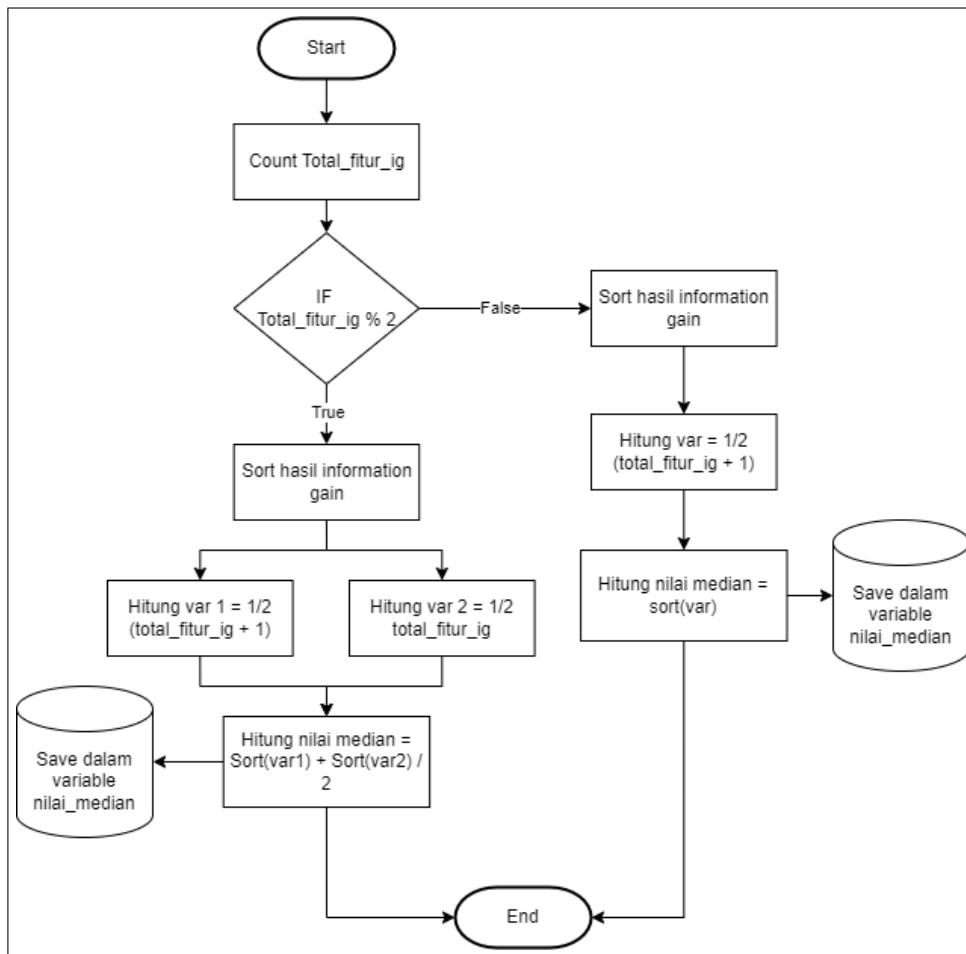 Start
Count Total_fitur_ig
IF
Total_fitur_ig % 2
False
True
Sort hasil information
gain
Hitung var = 1/2
(total_fitur_ig + 1)
Hitung nilai median =
sort(var)
Save dalam
variable
nilai_median
Sort hasil information
gain
Hitung var 1 = 1/2
(total_fitur_ig + 1)
Hitung var 2 = 1/2
total_fitur_ig
Hitung nilai median =
Sort(var1) + Sort(var2) /
2
Save dalam
variable
nilai_median
End